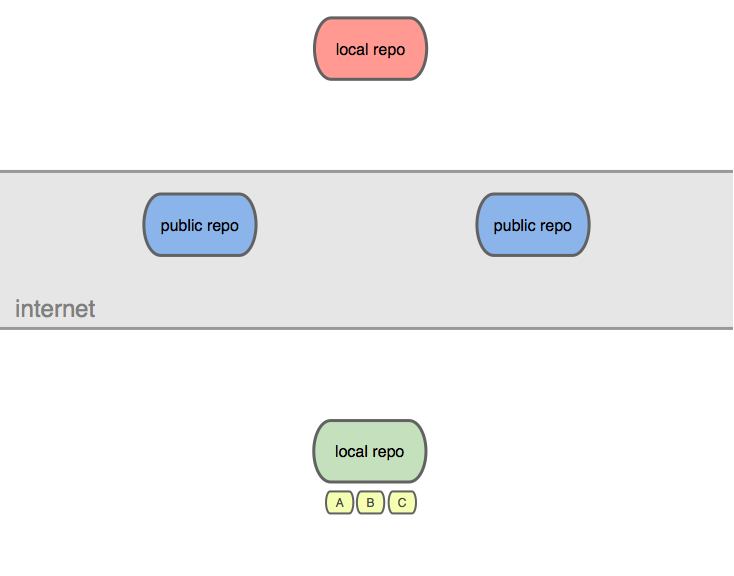 local repo
public repo
public repo
internet
local repo
A
B
C